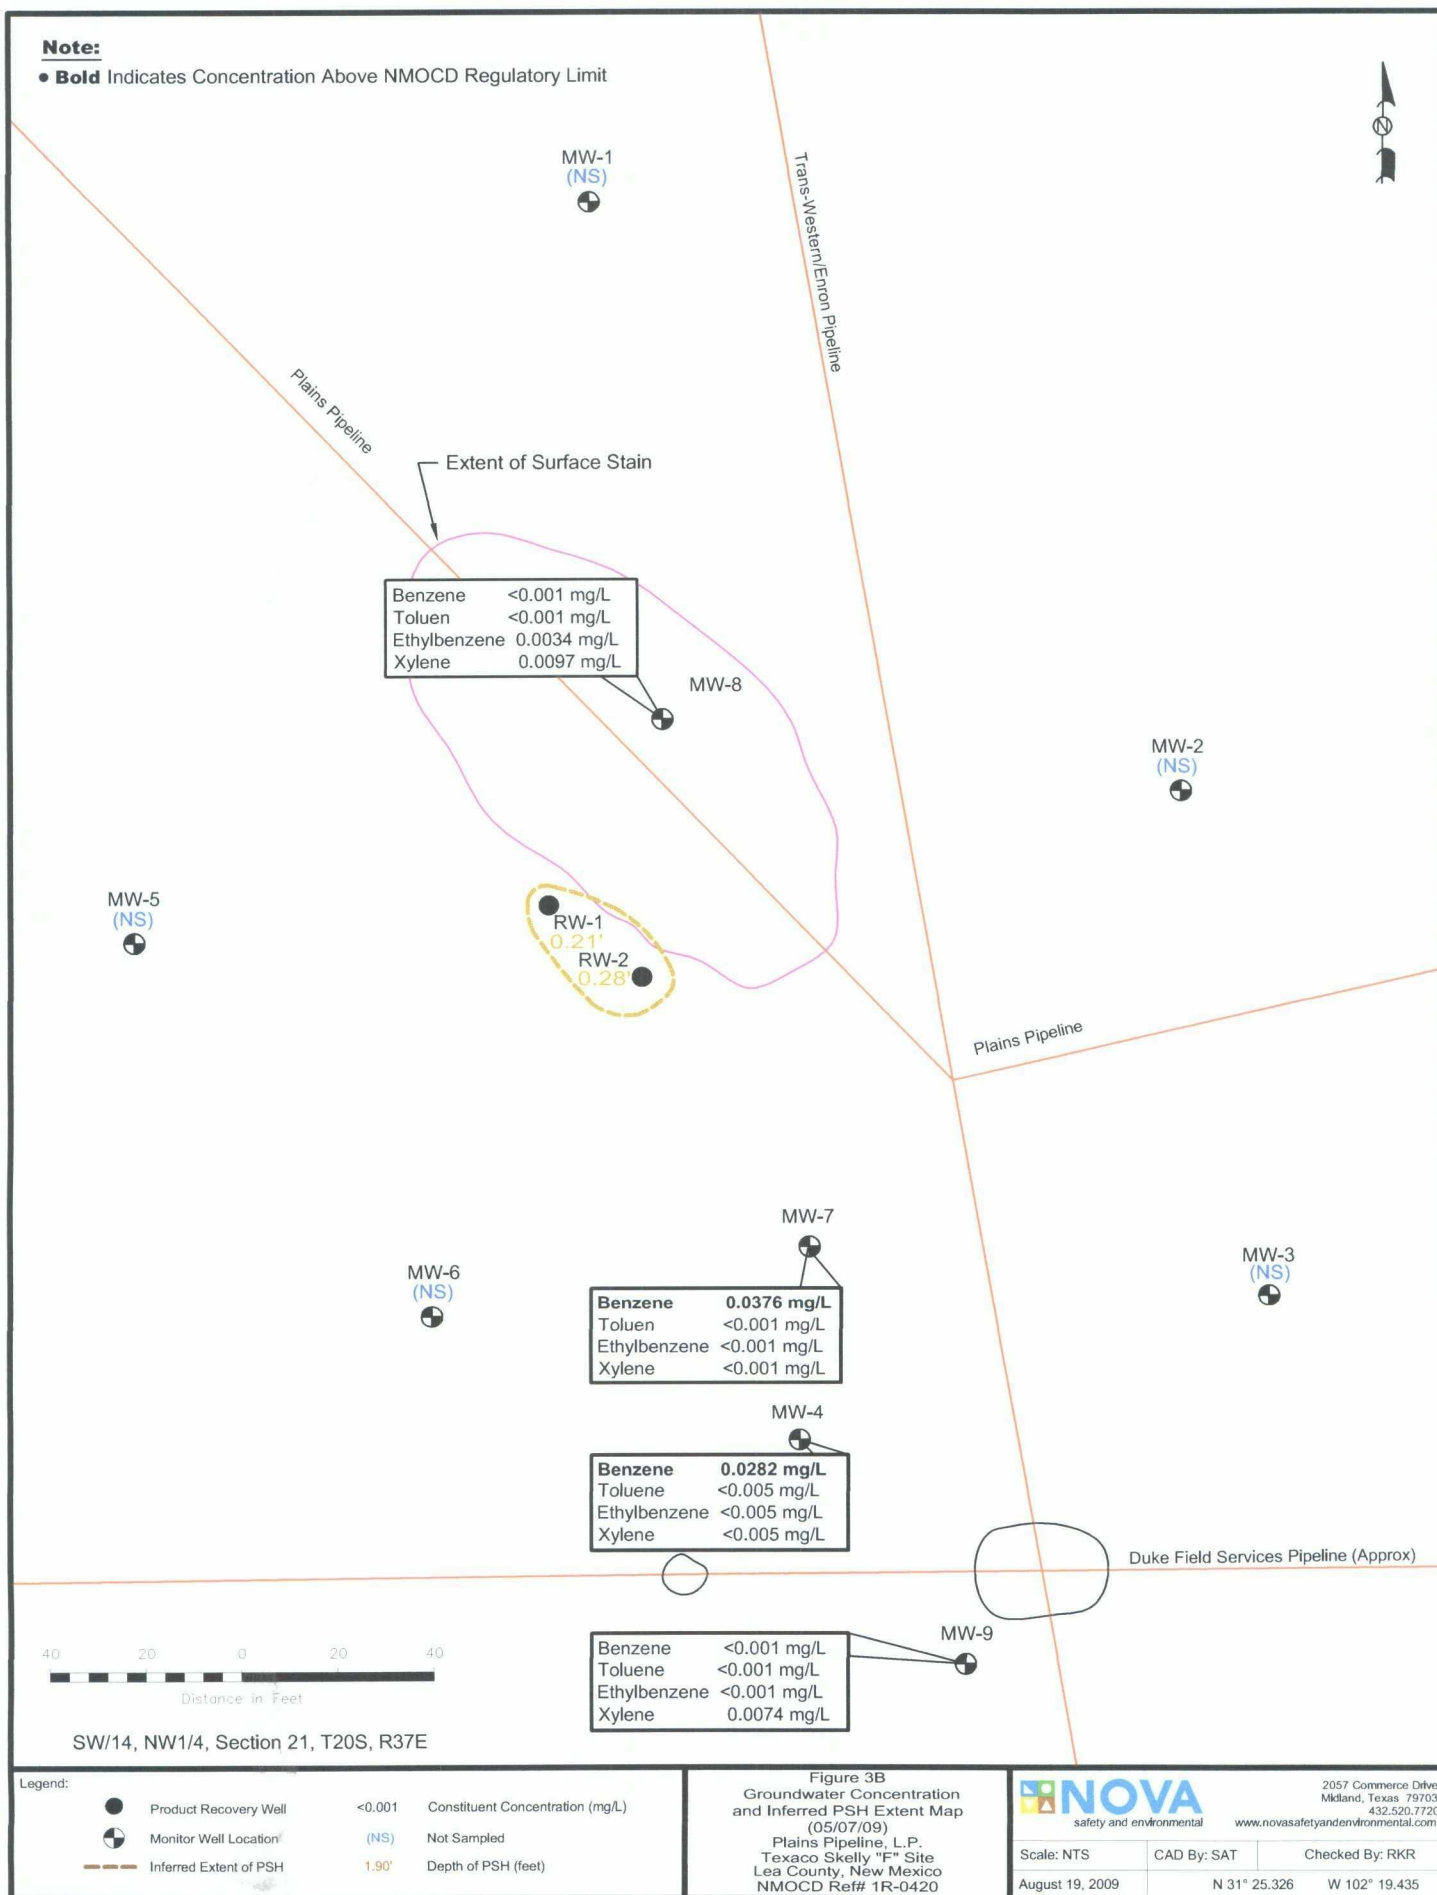 Note:
• Bold Indicates Concentration Above NMOCD Regulatory Limit
N
MW-1
(NS)
Trans-Western/Enron Pipeline
Plains Pipeline
Extent of Surface Stain
Benzene <0.001 mg/L
Toluen <0.001 mg/L
Ethylbenzene 0.0034 mg/L
Xylene 0.0097 mg/L
MW-8
MW-2
(NS)
MW-5
(NS)
RW-1
0.21'
RW-2
0.28'
Plains Pipeline
MW-7
MW-6
(NS)
MW-3
(NS)
Benzene 0.0376 mg/L
Toluen <0.001 mg/L
Ethylbenzene <0.001 mg/L
Xylene <0.001 mg/L
MW-4
Benzene 0.0282 mg/L
Toluene <0.005 mg/L
Ethylbenzene <0.005 mg/L
Xylene <0.005 mg/L
Duke Field Services Pipeline (Approx)
MW-9
Benzene <0.001 mg/L
Toluene <0.001 mg/L
Ethylbenzene <0.001 mg/L
Xylene 0.0074 mg/L
40 20 0 20 40
Distance in Feet
SW/14, NW1/4, Section 21, T20S, R37E
Legend:
Product Recovery Well
Monitor Well Location
Inferred Extent of PSH
<0.001 Constituent Concentration (mg/L)
(NS) Not Sampled
1.90' Depth of PSH (feet)
Figure 3B
Groundwater Concentration
and Inferred PSH Extent Map
(05/07/09)
Plains Pipeline, L.P.
Texaco Skelly "F" Site
Lea County, New Mexico
NMOCD Ref# 1R-0420
NOVA
safety and environmental
2057 Commerce Drive
Midland, Texas 79703
432.520.7720
www.novasafetyandenvironmental.com
Scale: NTS
CAD By: SAT
Checked By: RKR
August 19, 2009
N 31° 25.326 W 102° 19.435